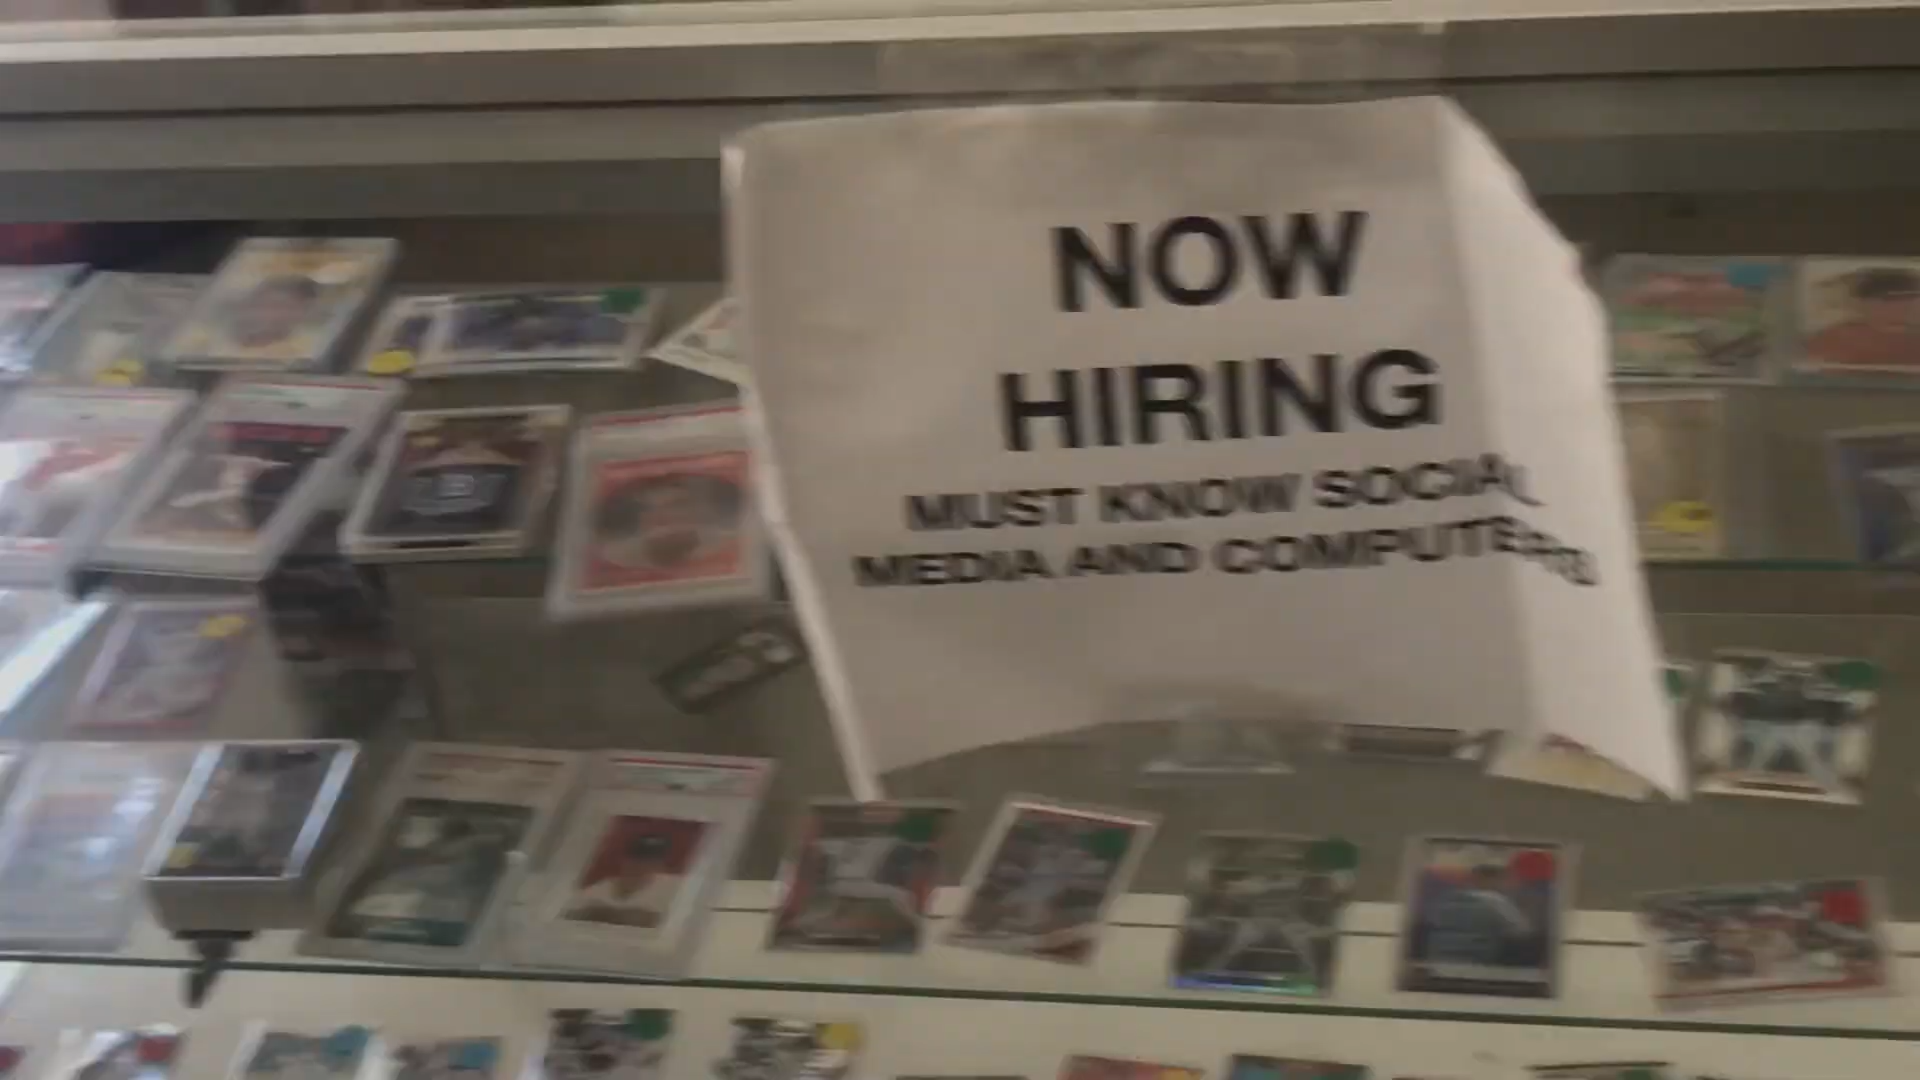 NOW
HIRING
MUST KNOW SOCIAL
MEDIA AND COMPUTERS